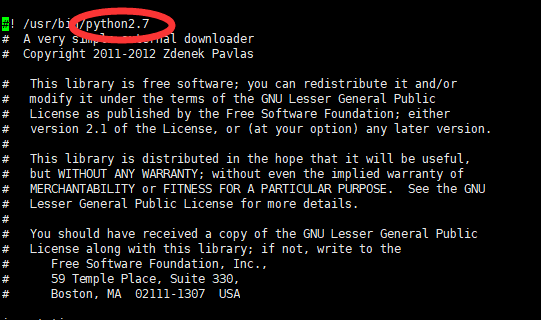 #! /usr/bin/python2.7
# A very simple external downloader
# Copyright 2011-2012 Zdenek Pavlas
# This library is free software; you can redistribute it and/or
# modify it under the terms of the GNU Lesser General Public
# License as published by the Free Software Foundation; either
# version 2.1 of the License, or (at your option) any later version.
#
# This library is distributed in the hope that it will be useful,
# but WITHOUT ANY WARRANTY; without even the implied warranty of
# MERCHANTABILITY or FITNESS FOR A PARTICULAR PURPOSE.  See the GNU
# Lesser General Public License for more details.
#
# You should have received a copy of the GNU Lesser General Public
# License along with this library; if not, write to the
# Free Software Foundation, Inc.,
# 59 Temple Place, Suite 330,
# Boston, MA  02111-1307  USA